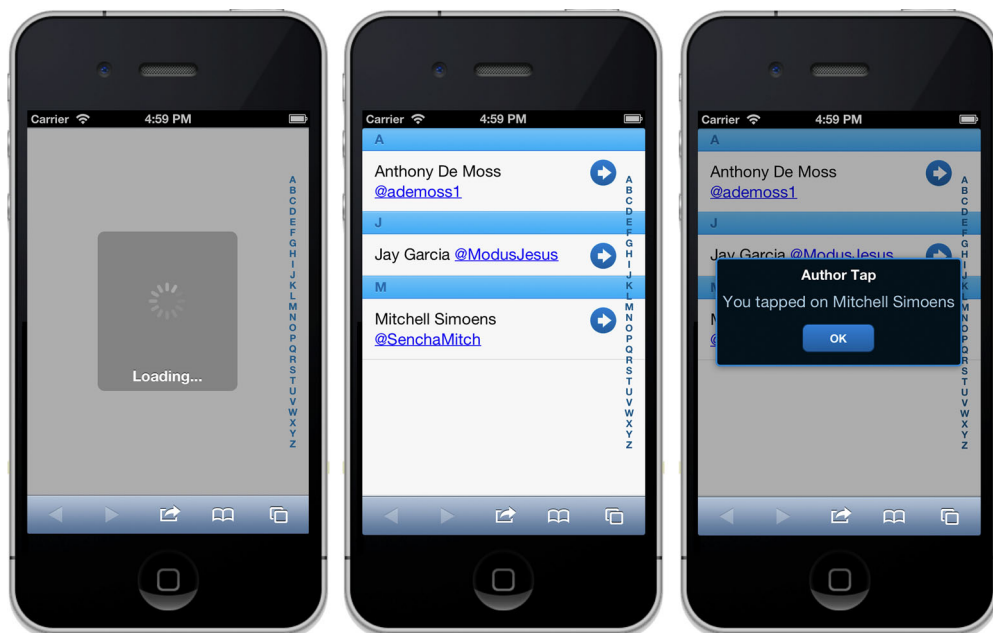 Carrier 4:59 PM
A
B
C
D
E
F
G
H
I
J
K
L
M
N
O
P
Q
R
S
T
U
V
W
X
Y
Z
Loading...
Carrier 4:59 PM
A
Anthony De Moss
@ademoss1
J
Jay Garcia @ModusJesus
M
Mitchell Simoens
@SenchaMitch
A
B
C
D
E
F
G
H
I
J
K
L
M
N
O
P
Q
R
S
T
U
V
W
X
Y
Z
Carrier 4:59 PM
A
Anthony De Moss
@ademoss1
J
Jay Garcia @ModusJesus
Author Tap
You tapped on Mitchell Simoens
OK
A
B
C
D
E
F
G
H
I
J
K
L
M
N
O
P
Q
R
S
T
U
V
W
X
Y
Z